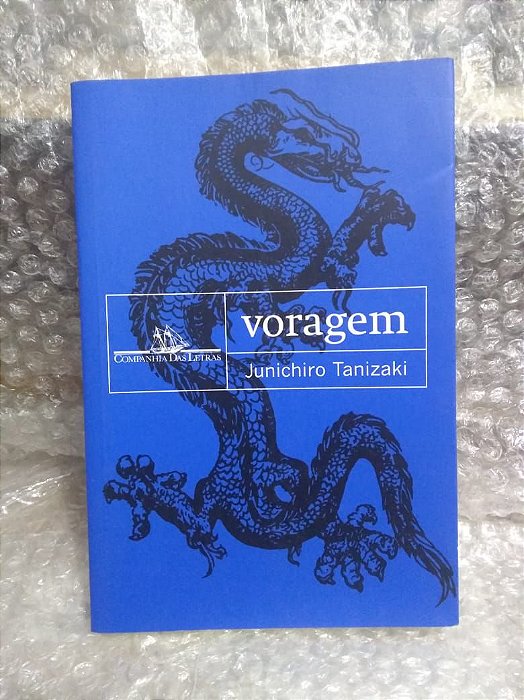 voragem
COMPANHIA DAS LETRAS
Junichiro Tanizaki